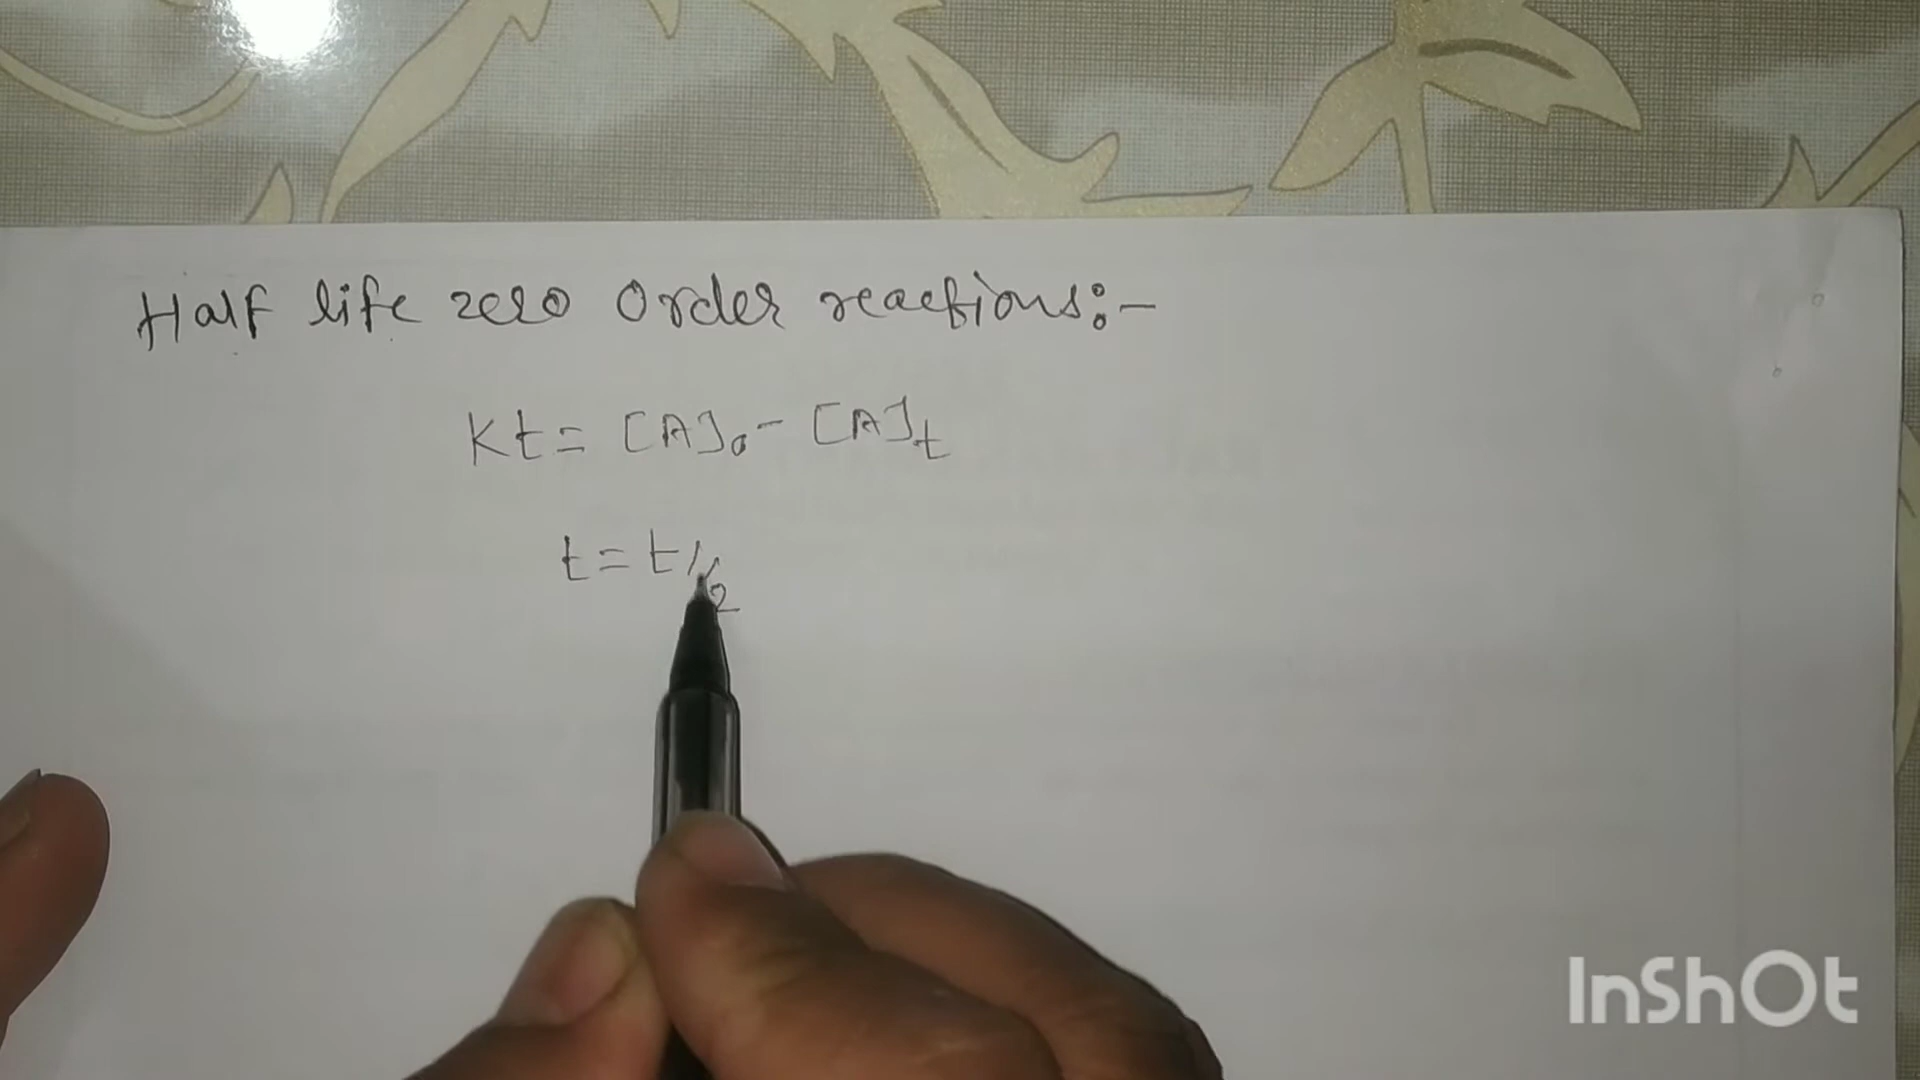 Half life zero order reactions:-
Kt = [A]₀ - [A]t
t = t1/2
InShOt